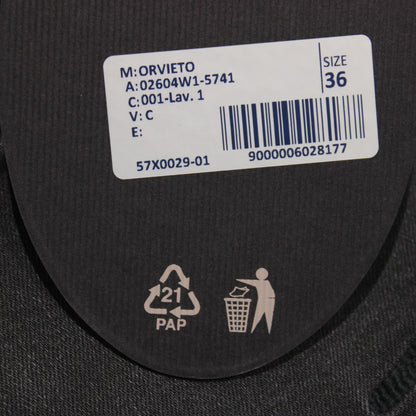 M:ORVIETO
A:02604W1-5741
C:001-Lav. 1
V:C
E:
57X0029-01
SIZE
36
9000006028177
21
PAP